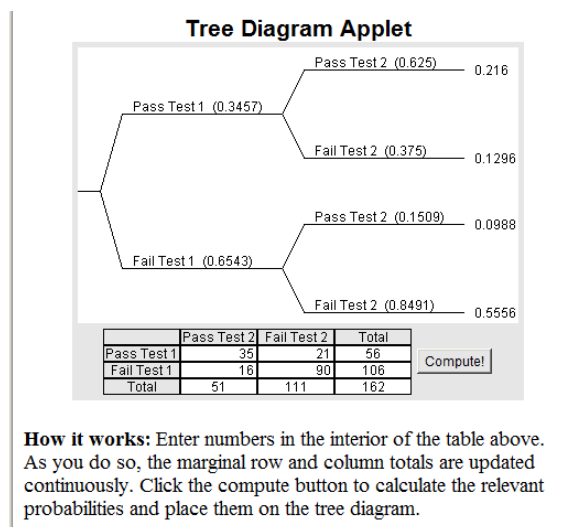 Tree Diagram Applet
Pass Test 2 (0.625)
0.216
Pass Test 1 (0.3457)
Fail Test 2 (0.375)
0.1296
Pass Test 2 (0.1509)
0.0988
Fail Test 1 (0.6543)
Fail Test 2 (0.8491)
0.5556
Pass Test 2 Fail Test 2 Total
Pass Test 1 35 21 56
Compute!
Fail Test 1 16 90 106
Total 51 111 162
How it works: Enter numbers in the interior of the table above.
As you do so, the marginal row and column totals are updated
continuously. Click the compute button to calculate the relevant
probabilities and place them on the tree diagram.